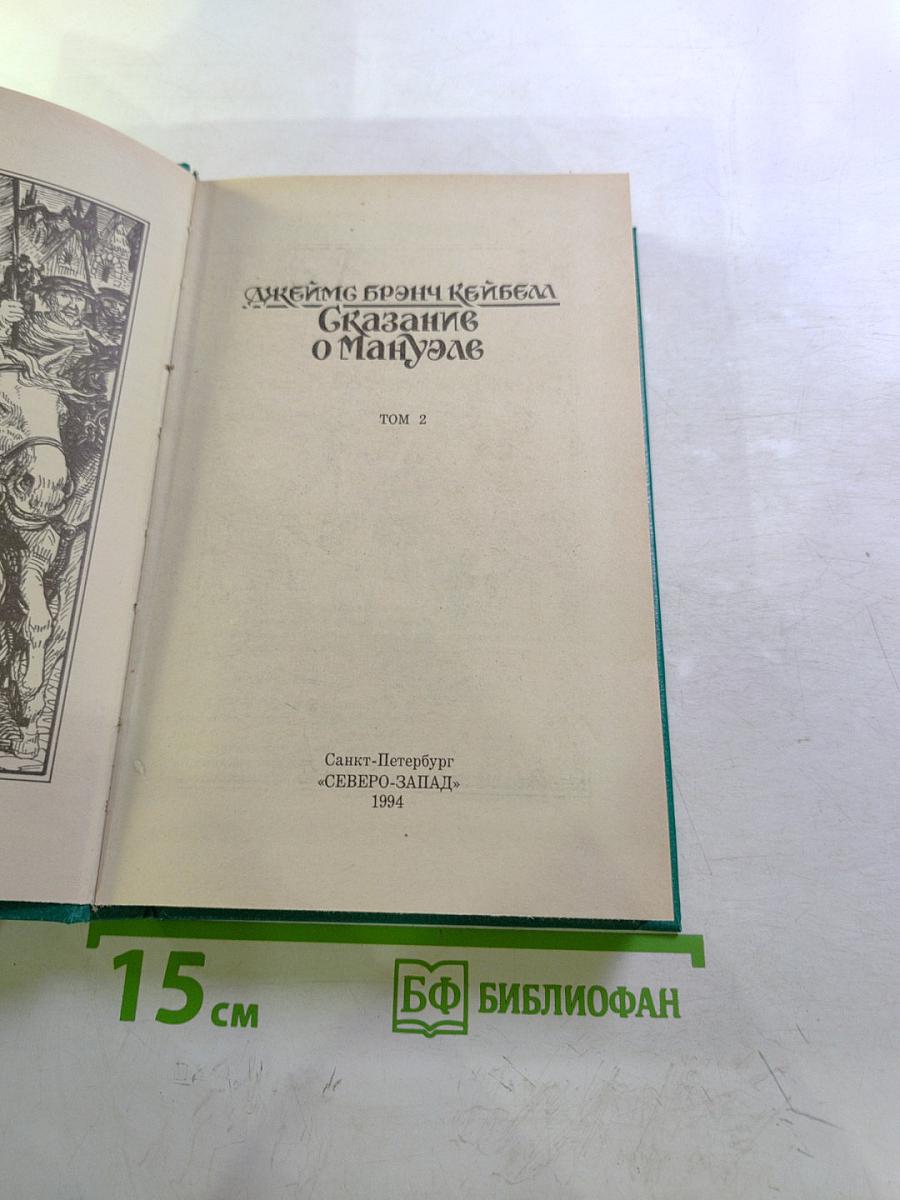 ДЖЕЙМС БРЭНЧ КЕЙБЕЛЛ
Сказание
о Мануэле
ТОМ 2
Санкт-Петербург
«СЕВЕРО-ЗАПАД»
1994
15 см
БФ БИБЛИОФАН